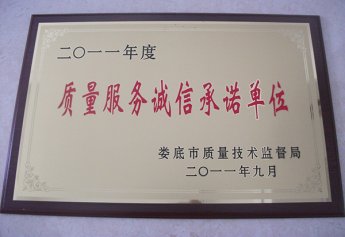 二〇一一年度
质量服务诚信承诺单位
娄底市质量技术监督局
二〇一一年九月